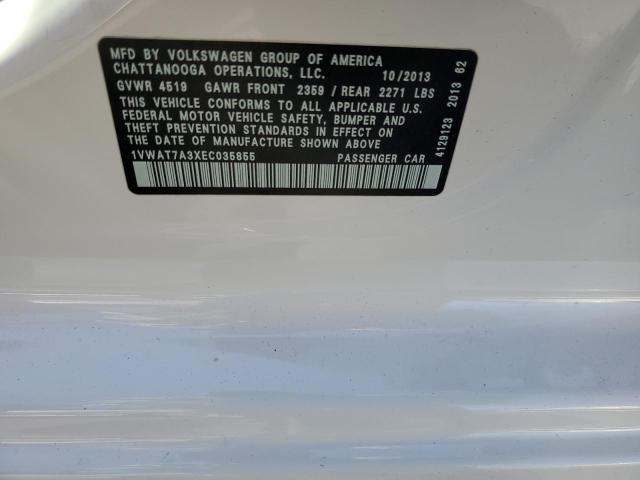 MFD BY VOLKSWAGEN GROUP OF AMERICA
CHATTANOOGA OPERATIONS, LLC. 10/2013
GVWR 4519 GAWR FRONT 2359 / REAR 2271 LBS
THIS VEHICLE CONFORMS TO ALL APPLICABLE U.S.
FEDERAL MOTOR VEHICLE SAFETY, BUMPER AND
THEFT PREVENTION STANDARDS IN EFFECT ON
THE DATE OF MANUFACTURE SHOWN ABOVE
1VWAT7A3XEC035855 PASSENGER CAR
4129123 2013 62